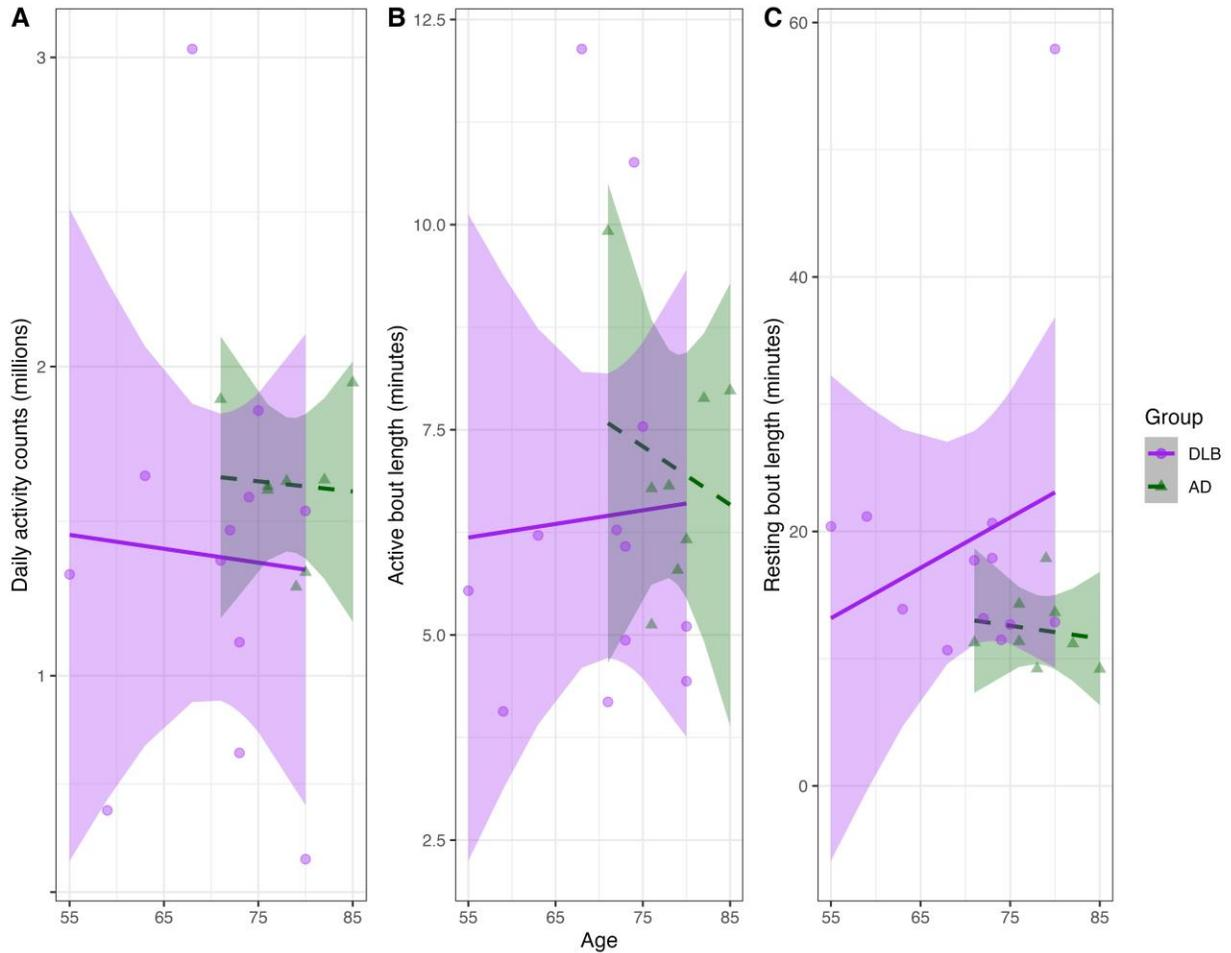 A
B
C
Daily activity counts (millions)
3
2
1
55
65
75
85
Active bout length (minutes)
12.5
10.0
7.5
5.0
2.5
55
65
75
85
Age
Resting bout length (minutes)
60
40
20
0
55
65
75
85
Group
DLB
AD